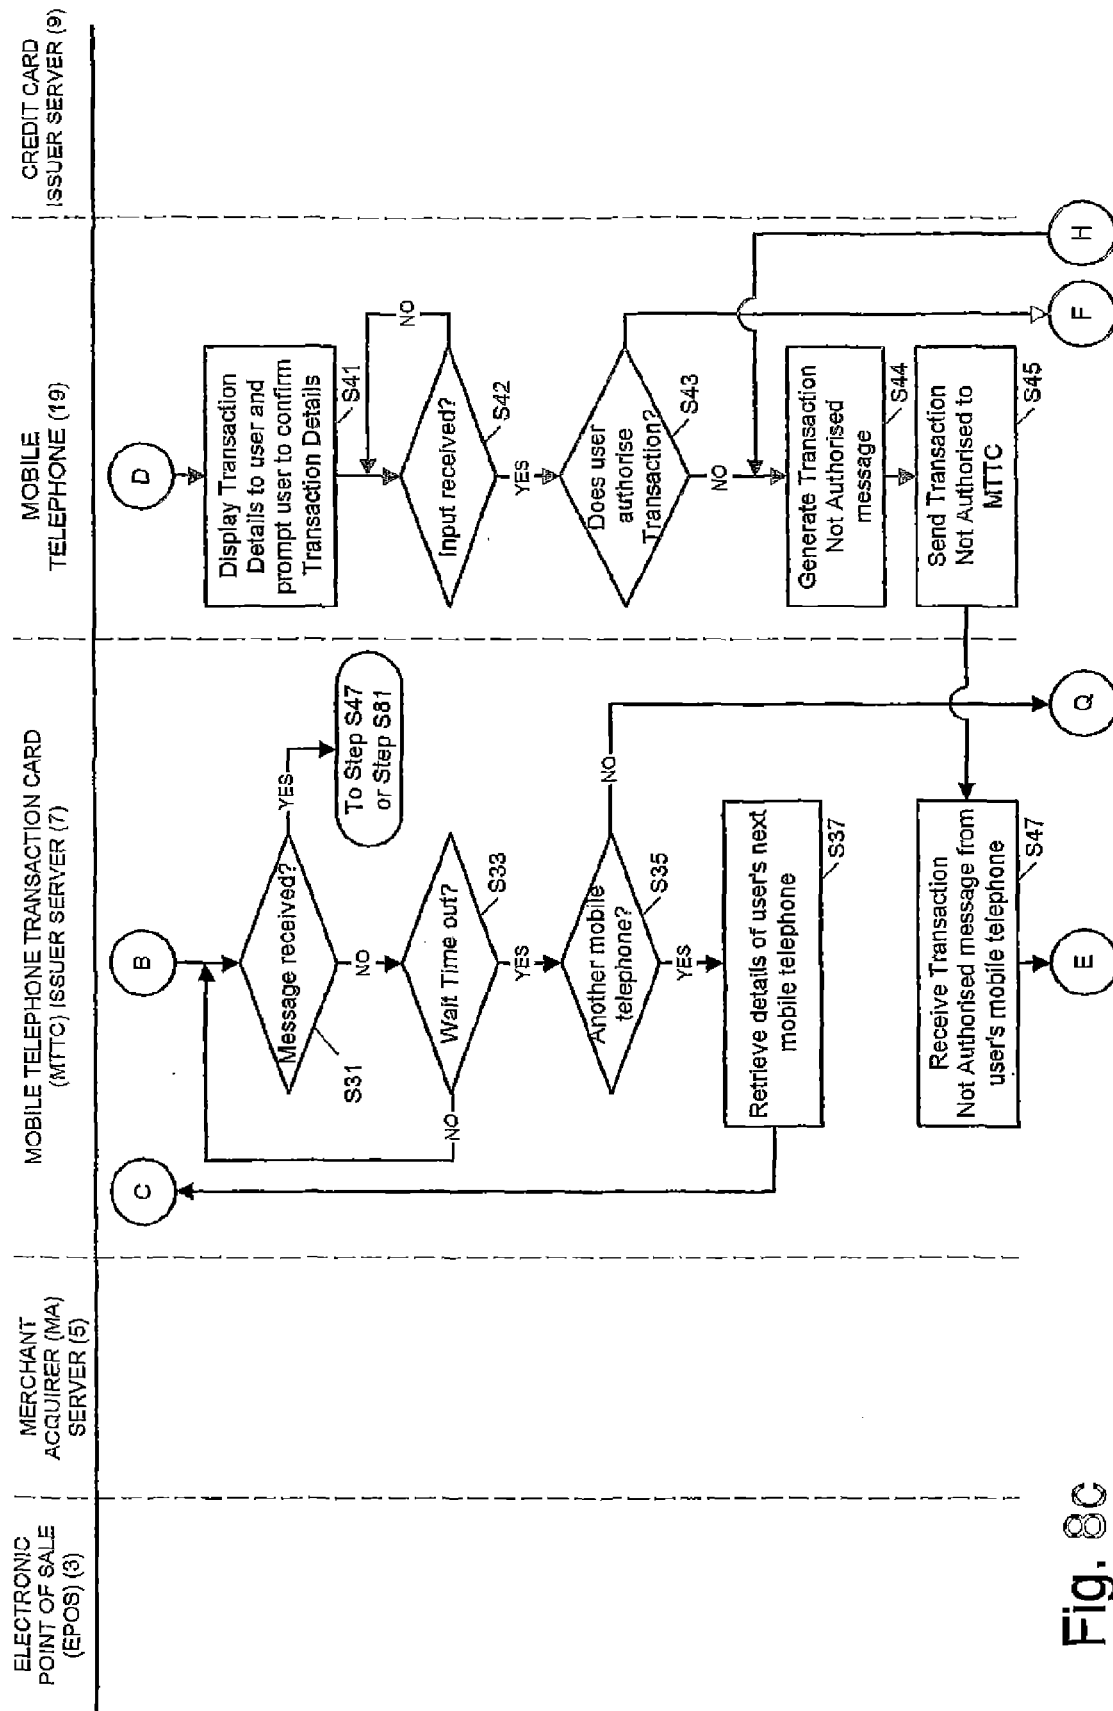 ELECTRONIC
POINT OF SALE
(EPOS) (3)
MERCHANT
ACQUIRER (MA)
SERVER (5)
MOBILE TELEPHONE TRANSACTION CARD
(MTTC) ISSUER SERVER (7)
MOBILE
TELEPHONE (19)
CREDIT CARD
ISSUER SERVER (9)
C
B
Message received?
S31
YES
To Step S47
or Step S81
NO
Wait Time out?
S33
NO
YES
Another mobile
telephone?
S35
NO
YES
Retrieve details of user's next
mobile telephone
S37
Receive Transaction
Not Authorised message from
user's mobile telephone
S47
E
Q
D
Display Transaction
Details to user and
prompt user to confirm
Transaction Details
S41
NO
Input received?
S42
YES
Does user
authorise
Transaction?
S43
NO
Generate Transaction
Not Authorised
message
S44
Send Transaction
Not Authorised to
MTTC
S45
F
H
Fig. 8c